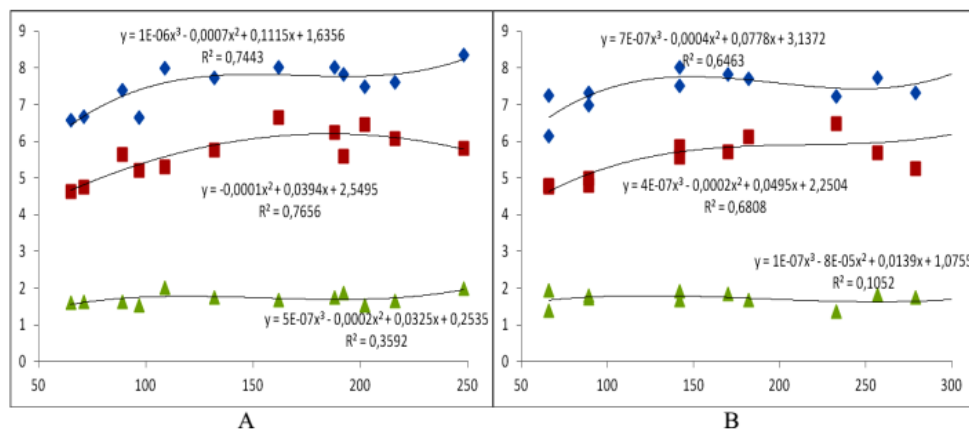 9
8
7
6
5
4
3
2
1
0
50
100
150
200
250
y = 1E-06x³ - 0,0007x² + 0,1115x + 1,6356
R² = 0,7443
y = -0,0001x² + 0,0394x + 2,5495
R² = 0,7656
y = 5E-07x³ - 0,0002x² + 0,0325x + 0,2535
R² = 0,3592
A
9
8
7
6
5
4
3
2
1
0
50
100
150
200
250
300
y = 7E-07x³ - 0,0004x² + 0,0778x + 3,1372
R² = 0,6463
y = 4E-07x³ - 0,0002x² + 0,0495x + 2,2504
R² = 0,6808
y = 1E-07x³ - 8E-05x² + 0,0139x + 1,0755
R² = 0,1052
B